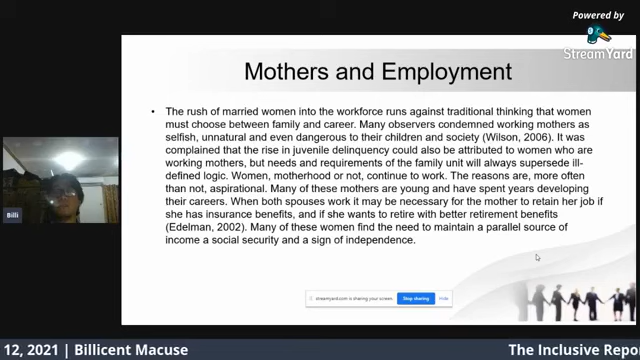 Powered by
StreamYard
Mothers and Employment
• The rush of married women into the workforce runs against traditional thinking that women
must choose between family and career. Many observers condemned working mothers as
selfish, unnatural and even dangerous to their children and society (Wilson, 2006). It was
complained that the rise in juvenile delinquency could also be attributed to women who are
working mothers, but needs and requirements of the family unit will always supersede ill-
defined logic. Women, motherhood or not, continue to work. The reasons are, more often
than not, aspirational. Many of these mothers are young and have spent years developing
their careers. When both spouses work it may be necessary for the mother to retain her job if
she has insurance benefits, and if she wants to retire with better retirement benefits
(Edelman, 2002). Many of these women find the need to maintain a parallel source of
income a social security and a sign of independence.
Billi
streamyard.com is sharing your screen. Stop sharing Hide
12, 2021 | Billicent Macuse The Inclusive Repo